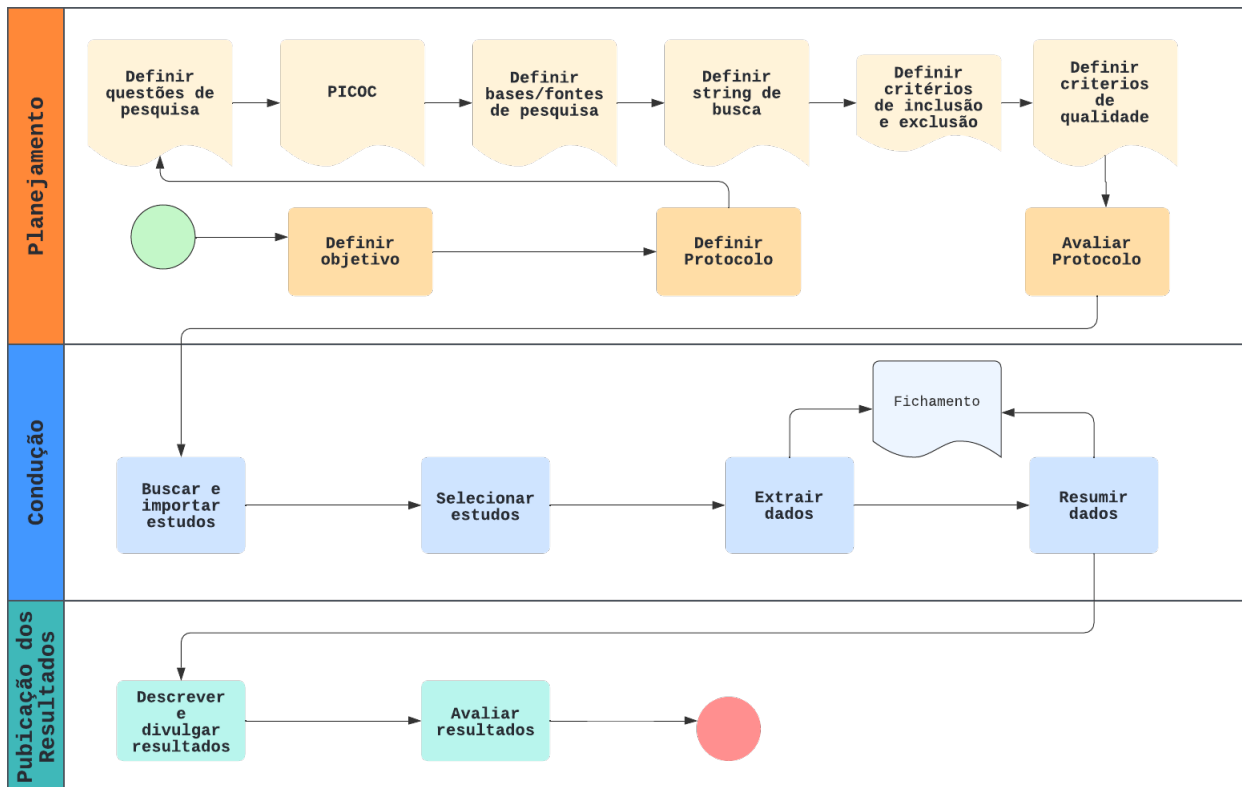 Planejamento
Definir
questões de
pesquisa
PICOC
Definir
bases/fontes
de pesquisa
Definir
string de
busca
Definir
critérios
de inclusão
e exclusão
Definir
criterios
de
qualidade
Definir
objetivo
Definir
Protocolo
Avaliar
Protocolo
Condução
Fichamento
Buscar e
importar
estudos
Selecionar
estudos
Extrair
dados
Resumir
dados
Pubicação dos
Resultados
Descrever
e
divulgar
resultados
Avaliar
resultados